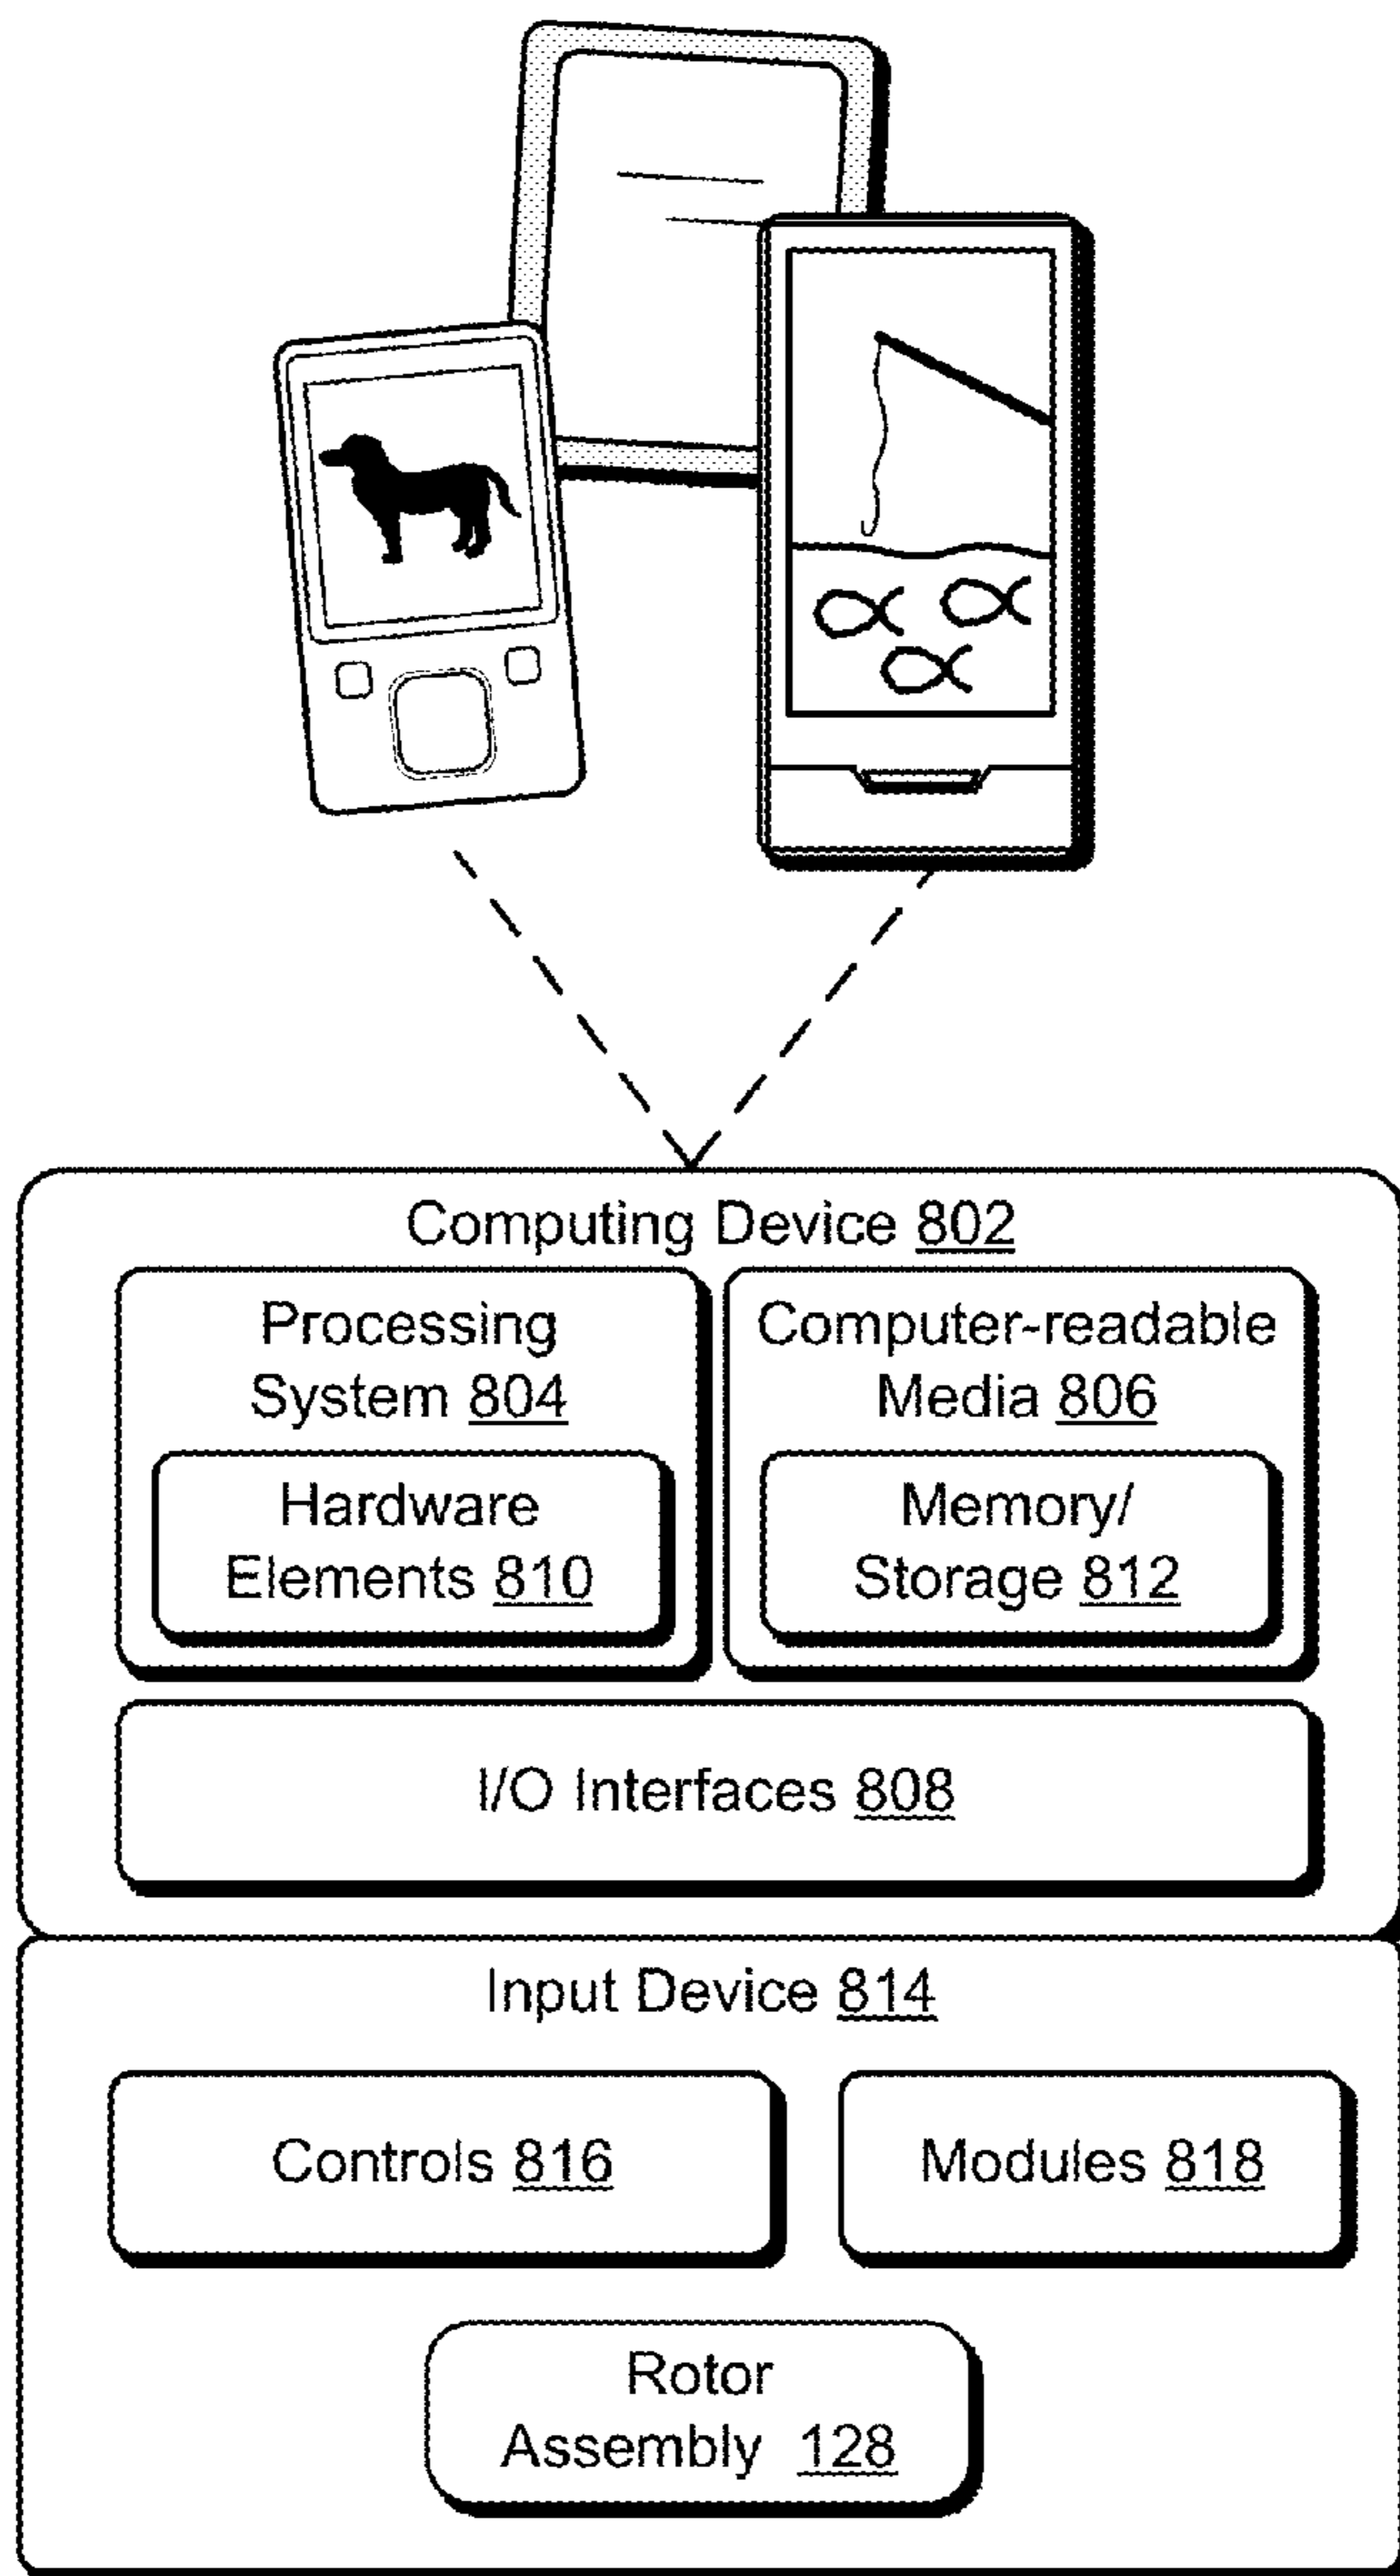 Computing Device 802
Processing
System 804
Hardware
Elements 810
Computer-readable
Media 806
Memory/
Storage 812
I/O Interfaces 808
Input Device 814
Controls 816
Modules 818
Rotor
Assembly 128